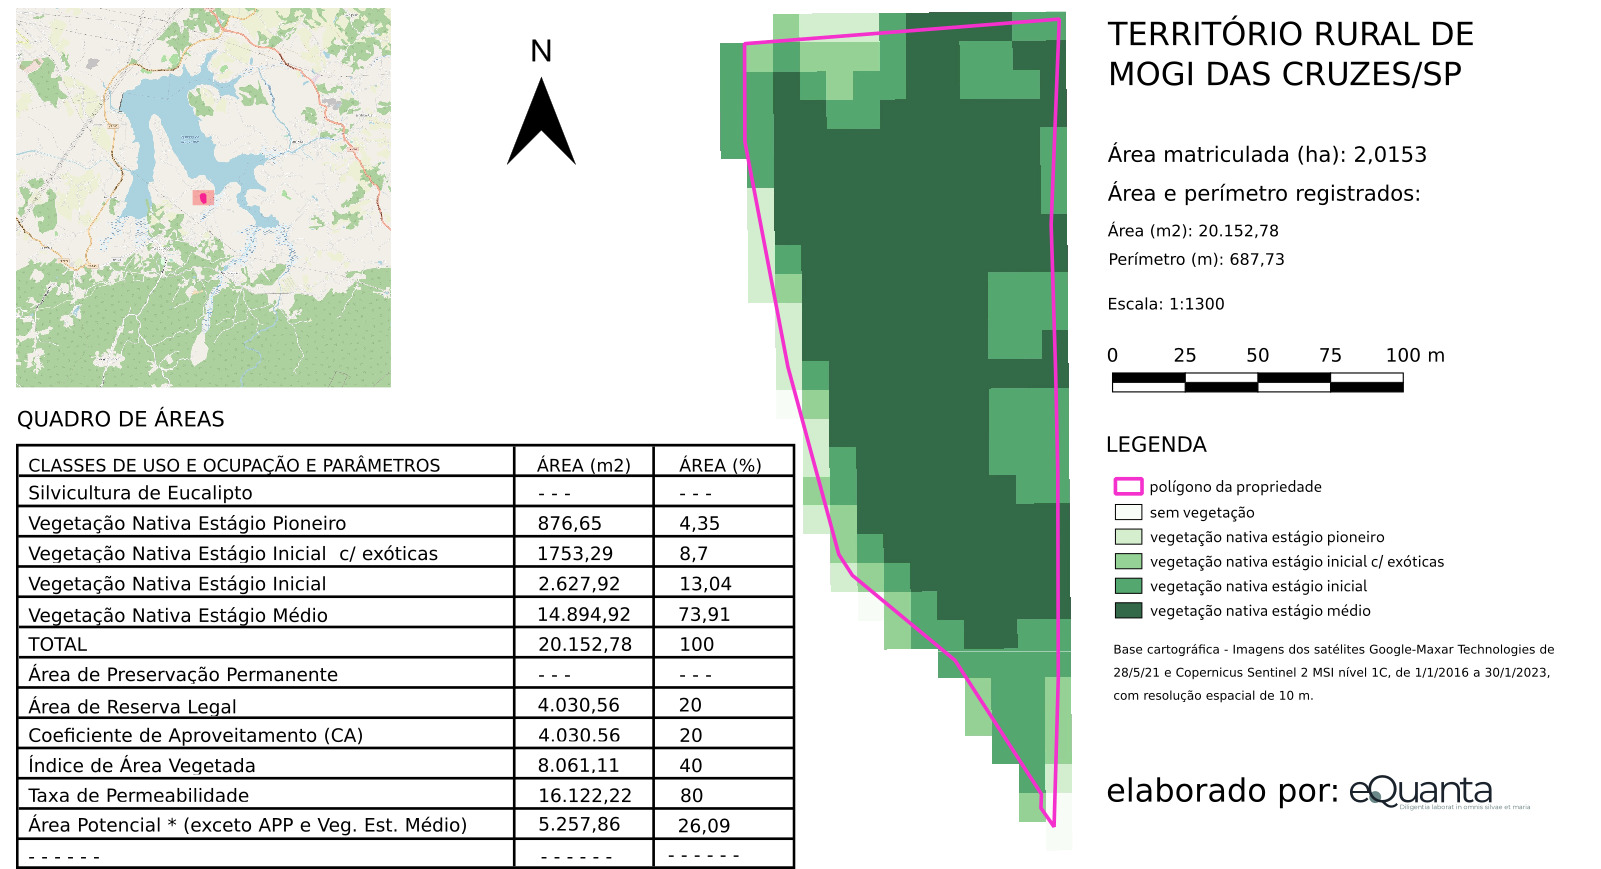 N
TERRITÓRIO RURAL DE
MOGI DAS CRUZES/SP
Área matriculada (ha): 2,0153
Área e perímetro registrados:
Área (m2): 20.152,78
Perímetro (m): 687,73
Escala: 1:1300
0 25 50 75 100 m
LEGENDA
polígono da propriedade
sem vegetação
vegetação nativa estágio pioneiro
vegetação nativa estágio inicial c/ exóticas
vegetação nativa estágio inicial
vegetação nativa estágio médio
Base cartográfica - Imagens dos satélites Google-Maxar Technologies de
28/5/21 e Copernicus Sentinel 2 MSI nível 1C, de 1/1/2016 a 30/1/2023,
com resolução espacial de 10 m.
elaborado por: eQuanta
Diligentia laborat in omnis silvae et maria
QUADRO DE ÁREAS
CLASSES DE USO E OCUPAÇÃO E PARÂMETROS ÁREA (m2) ÁREA (%)
Silvicultura de Eucalipto - - - - - -
Vegetação Nativa Estágio Pioneiro 876,65 4,35
Vegetação Nativa Estágio Inicial c/ exóticas 1753,29 8,7
Vegetação Nativa Estágio Inicial 2.627,92 13,04
Vegetação Nativa Estágio Médio 14.894,92 73,91
TOTAL 20.152,78 100
Área de Preservação Permanente - - - - - -
Área de Reserva Legal 4.030,56 20
Coeficiente de Aproveitamento (CA) 4.030.56 20
Índice de Área Vegetada 8.061,11 40
Taxa de Permeabilidade 16.122,22 80
Área Potencial * (exceto APP e Veg. Est. Médio) 5.257,86 26,09
- - - - - - - - - - - - - - - - - -